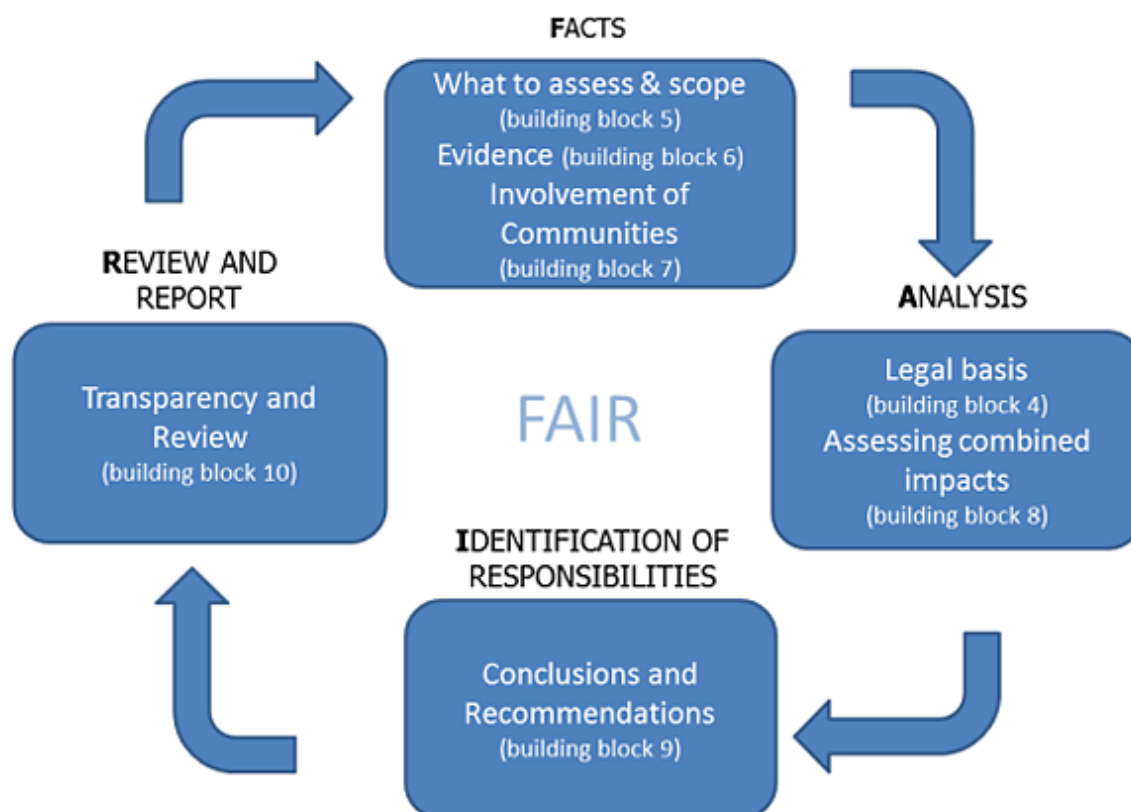 FACTS
What to assess & scope
(building block 5)
Evidence (building block 6)
Involvement of
Communities
(building block 7)
ANALYSIS
Legal basis
(building block 4)
Assessing combined
impacts
(building block 8)
IDENTIFICATION OF
RESPONSIBILITIES
Conclusions and
Recommendations
(building block 9)
REVIEW AND
REPORT
Transparency and
Review
(building block 10)
FAIR